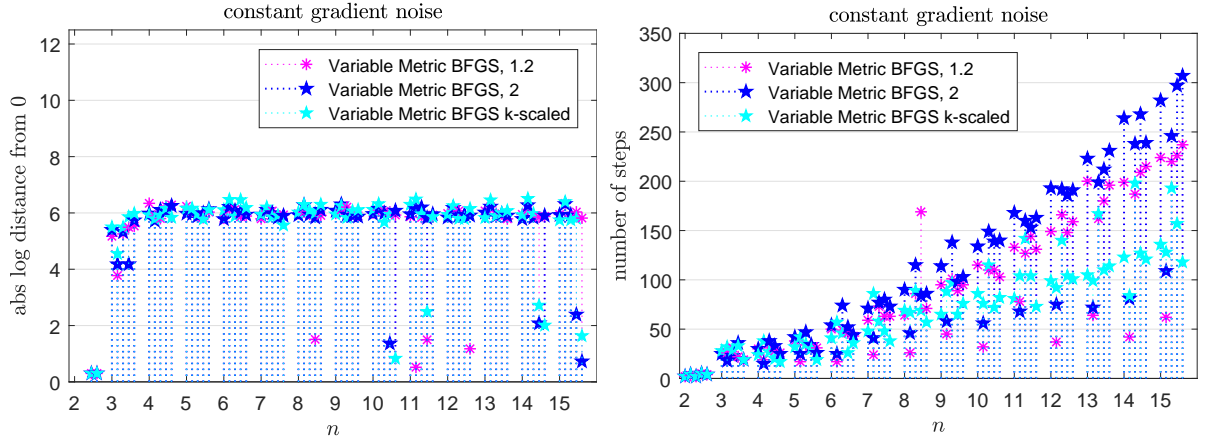 constant gradient noise
abs log distance from 0
12
10
8
6
4
2
0
Variable Metric BFGS, 1.2
Variable Metric BFGS, 2
Variable Metric BFGS k-scaled
2 3 4 5 6 7 8 9 10 11 12 13 14 15
n
constant gradient noise
number of steps
350
300
250
200
150
100
50
0
Variable Metric BFGS, 1.2
Variable Metric BFGS, 2
Variable Metric BFGS k-scaled
2 3 4 5 6 7 8 9 10 11 12 13 14 15
n